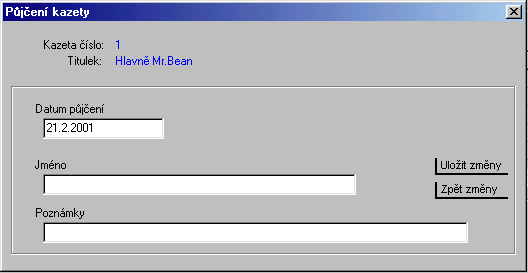 Půjčení kazety
Kazeta číslo: 1
Titulek: Hlavně Mr.Bean
Datum půjčení
21.2.2001
Jméno
Uložit změny
Zpět změny
Poznámky